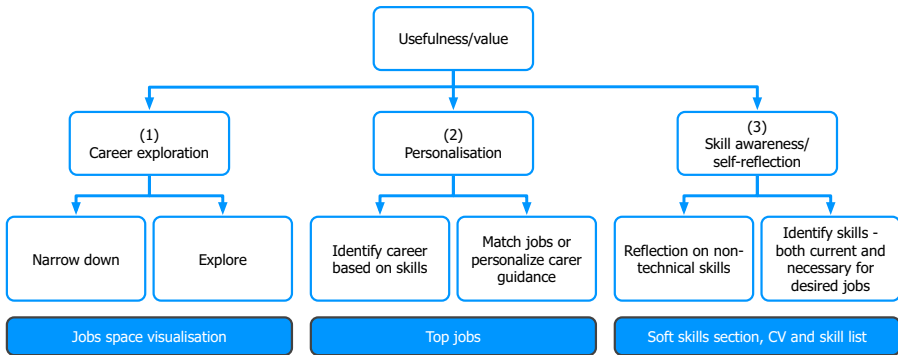 Usefulness/value
(1)
Career exploration
(2)
Personalisation
(3)
Skill awareness/
self-reflection
Narrow down
Explore
Identify career
based on skills
Match jobs or
personalize carer
guidance
Reflection on non-
technical skills
Identify skills -
both current and
necessary for
desired jobs
Jobs space visualisation
Top jobs
Soft skills section, CV and skill list